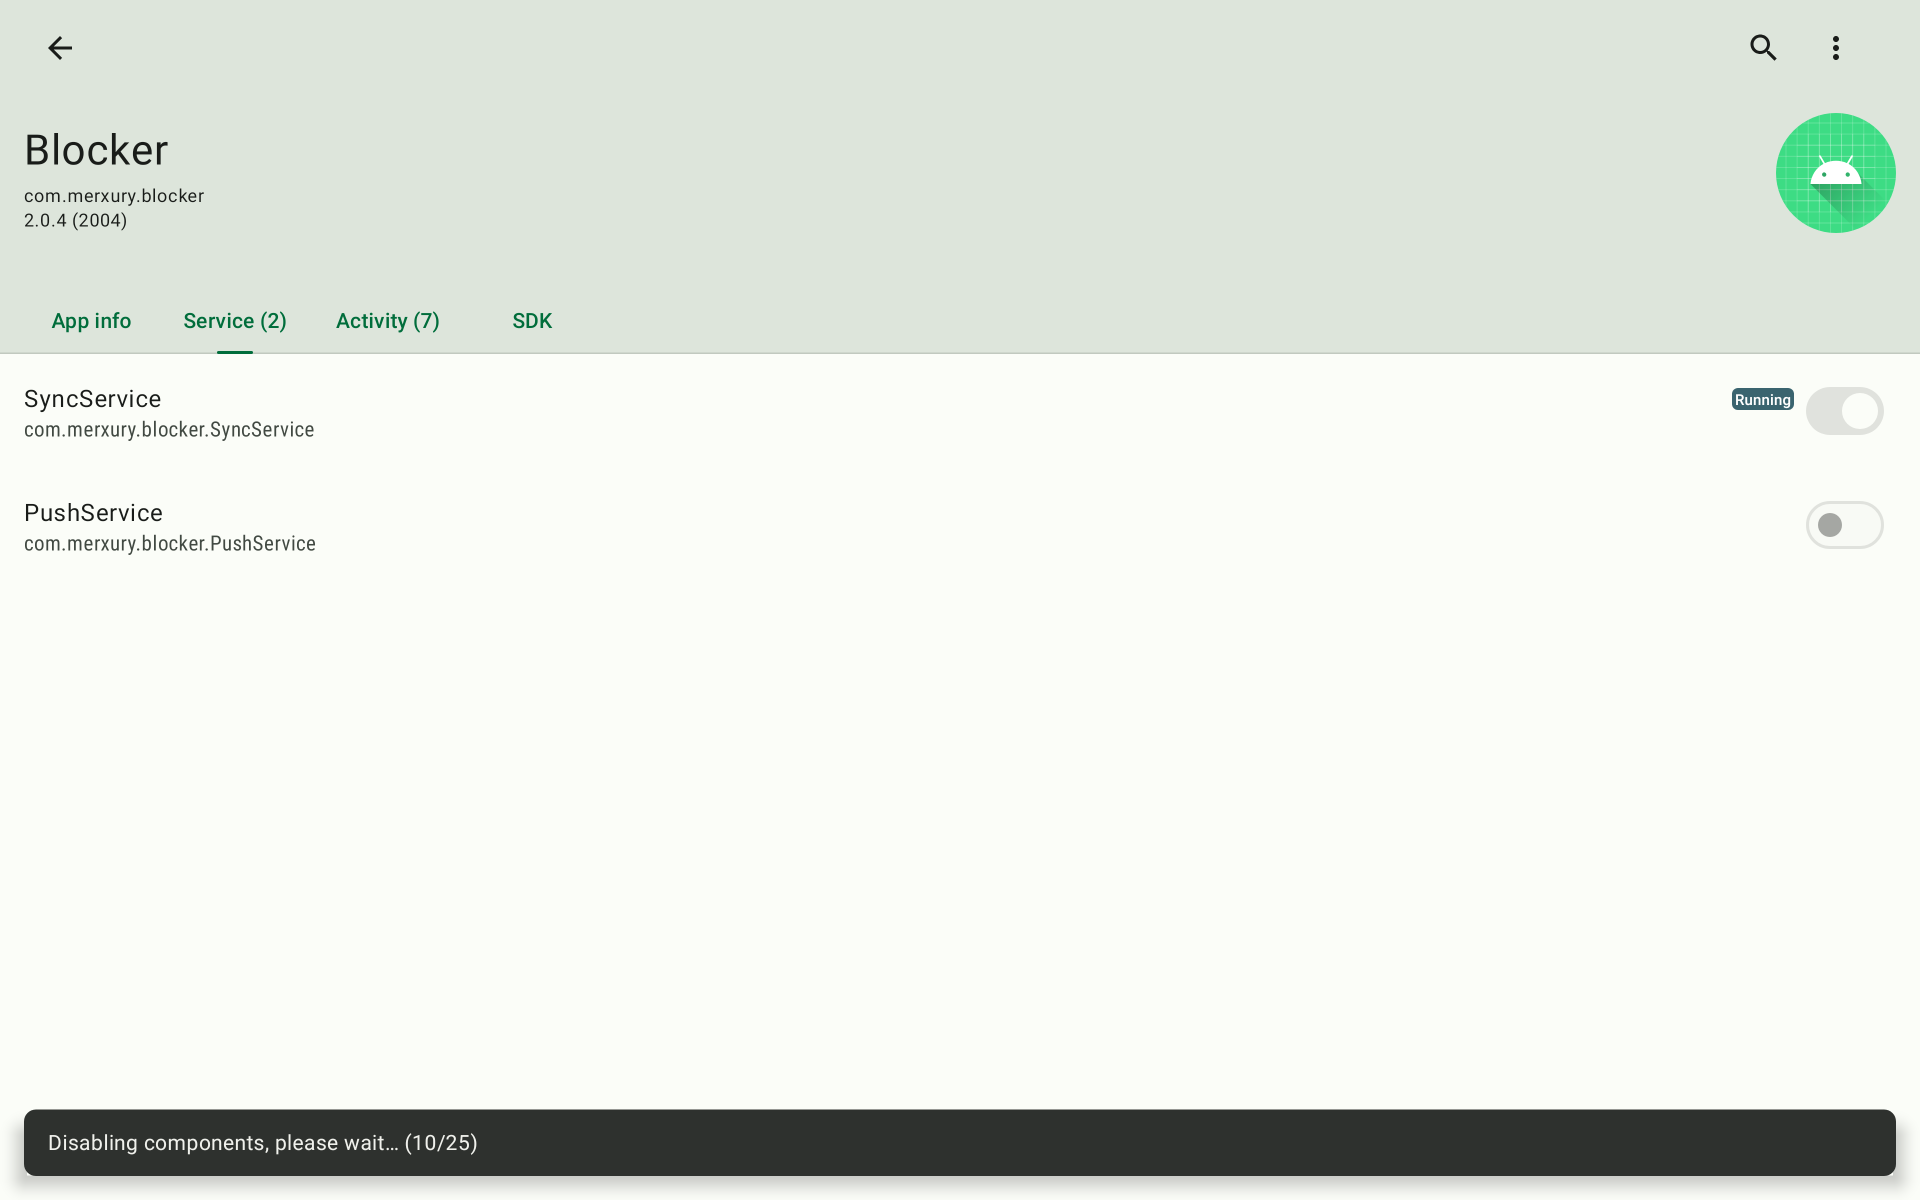 Blocker
com.merxury.blocker
2.0.4 (2004)
App info
Service (2)
Activity (7)
SDK
SyncService
Running
com.merxury.blocker.SyncService
PushService
com.merxury.blocker.PushService
Disabling components, please wait… (10/25)